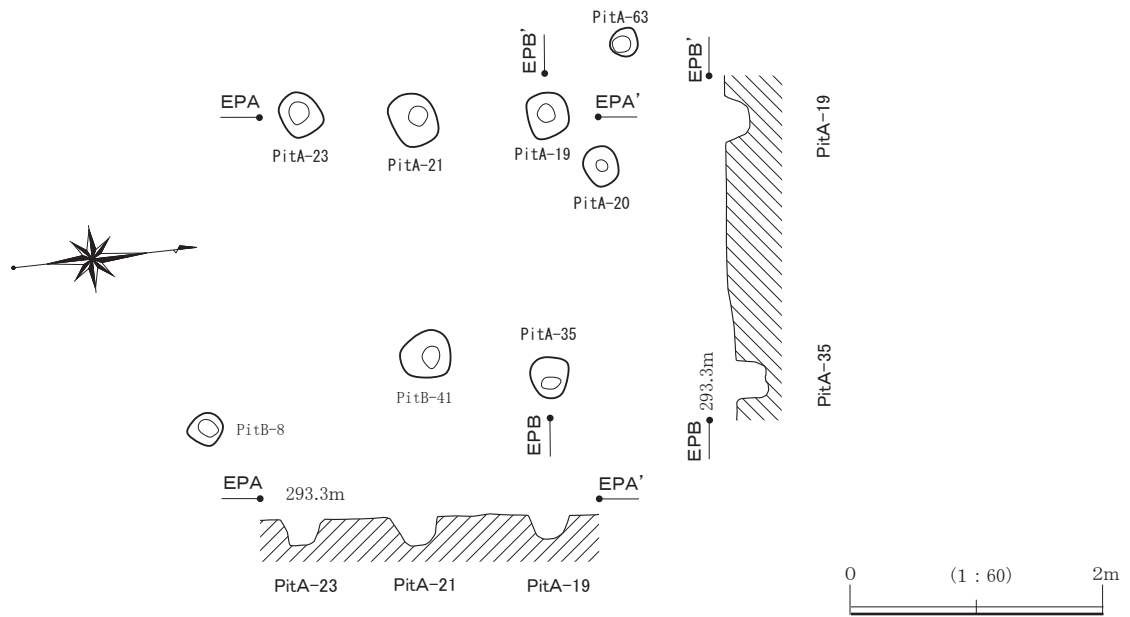 PitA-63
EPB'
EPB'
EPA
EPA'
PitA-23
PitA-21
PitA-19
PitA-20
PitA-19
PitA-35
PitB-41
PitB-8
EPB
293.3m
EPB
PitA-35
EPA
293.3m
EPA'
PitA-23
PitA-21
PitA-19
0
(1：60)
2m